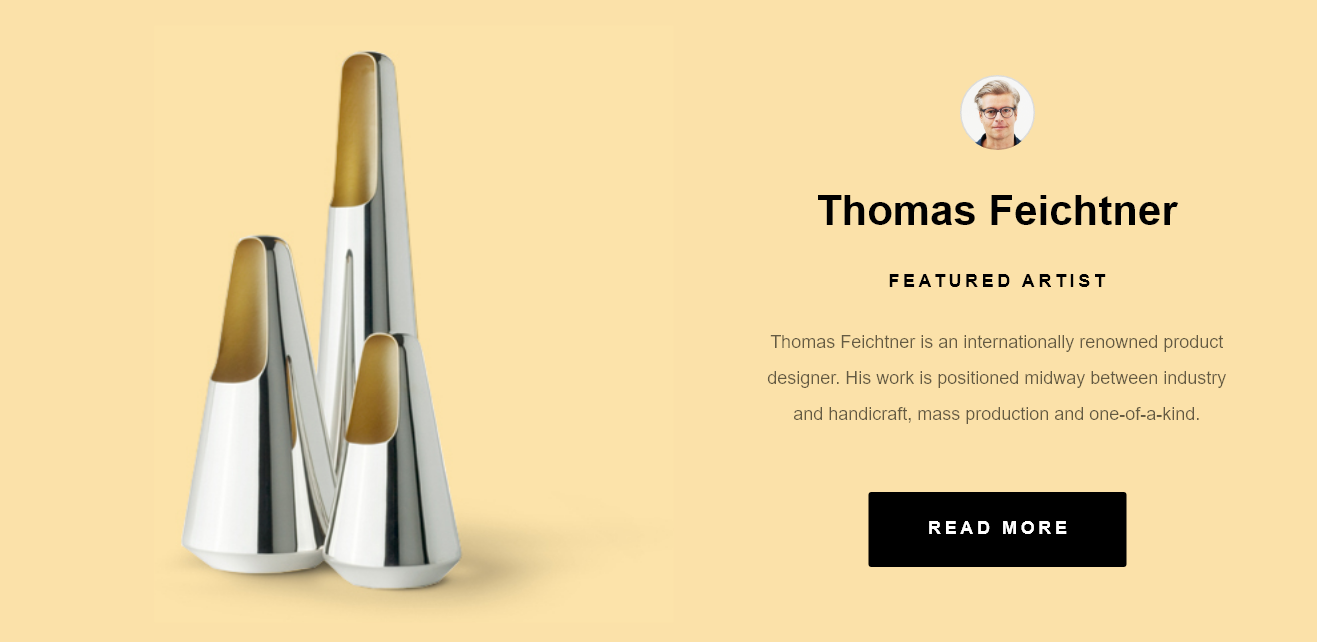 Thomas Feichtner
FEATURED ARTIST
Thomas Feichtner is an internationally renowned product
designer. His work is positioned midway between industry
and handicraft, mass production and one-of-a-kind.
READ MORE